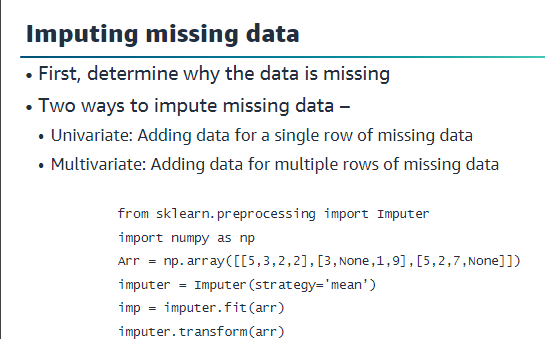 Imputing missing data
• First, determine why the data is missing
• Two ways to impute missing data –
• Univariate: Adding data for a single row of missing data
• Multivariate: Adding data for multiple rows of missing data
from sklearn.preprocessing import Imputer
import numpy as np
Arr = np.array([[5,3,2,2],[3,None,1,9],[5,2,7,None]])
imputer = Imputer(strategy='mean')
imp = imputer.fit(arr)
imputer.transform(arr)